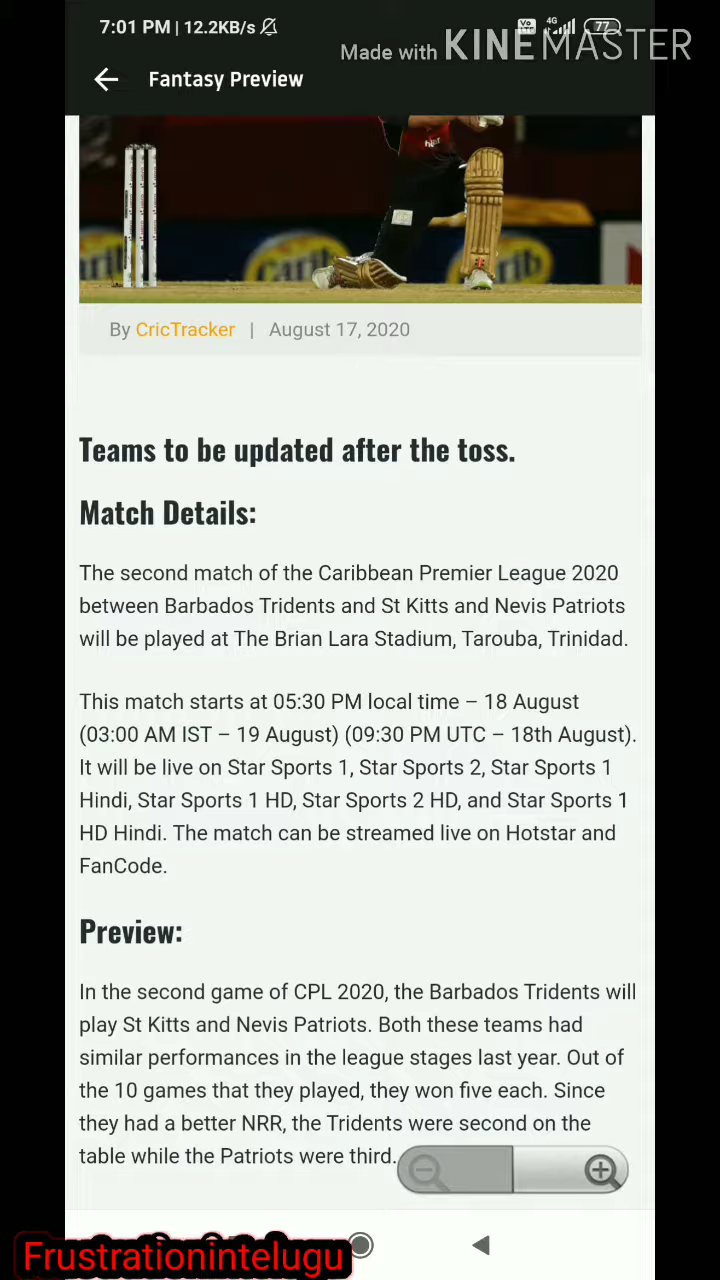 7:01 PM | 12.2KB/s
Vo
4G
77
Made with KINEMASTER
Fantasy Preview
Carib
By CricTracker | August 17, 2020
Teams to be updated after the toss.
Match Details:
The second match of the Caribbean Premier League 2020
between Barbados Tridents and St Kitts and Nevis Patriots
will be played at The Brian Lara Stadium, Tarouba, Trinidad.
This match starts at 05:30 PM local time – 18 August
(03:00 AM IST – 19 August) (09:30 PM UTC – 18th August).
It will be live on Star Sports 1, Star Sports 2, Star Sports 1
Hindi, Star Sports 1 HD, Star Sports 2 HD, and Star Sports 1
HD Hindi. The match can be streamed live on Hotstar and
FanCode.
Preview:
In the second game of CPL 2020, the Barbados Tridents will
play St Kitts and Nevis Patriots. Both these teams had
similar performances in the league stages last year. Out of
the 10 games that they played, they won five each. Since
they had a better NRR, the Tridents were second on the
table while the Patriots were third.
Frustrationintelugu